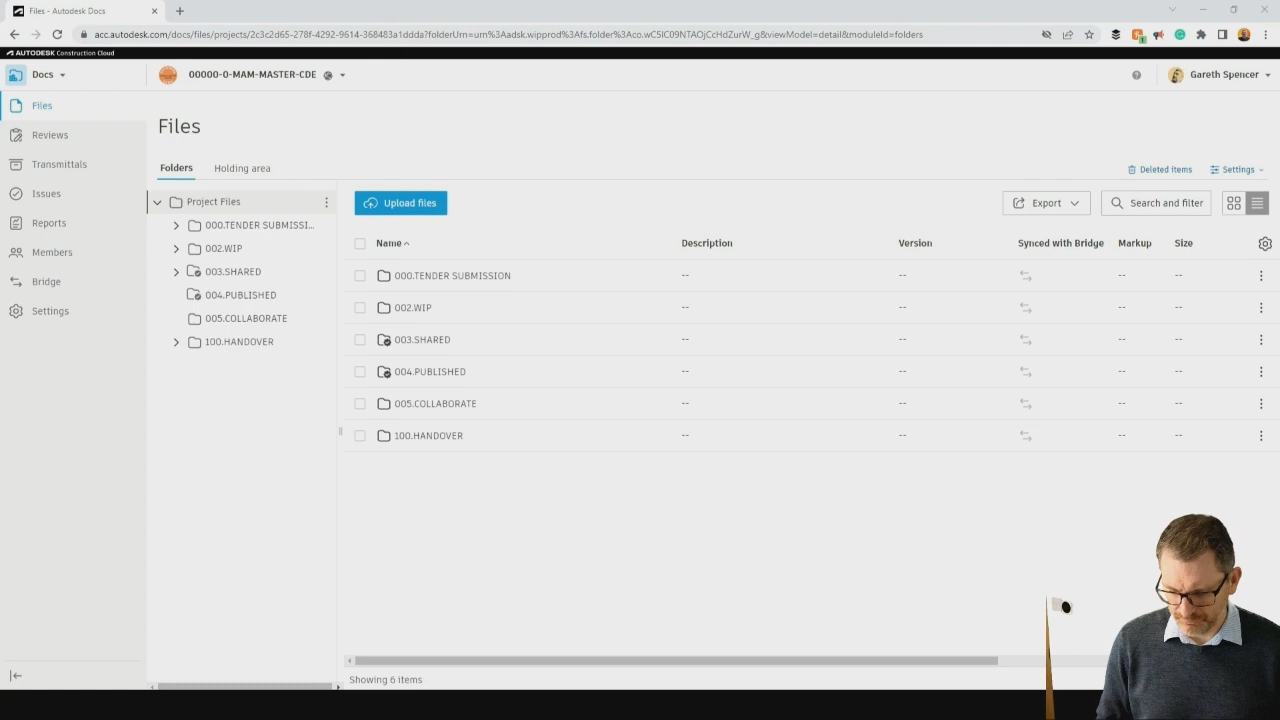 Files - Autodesk Docs
acc.autodesk.com/docs/files/projects/2c3c2d65-278f-4292-9614-368483a1ddda?folderUrn=urn%3Aadsk.wipprod%3Afs.folder%3Aco.wC5IC09NTAOjCcHdZurW_g&viewModel=detail&moduleId=folders
AUTODESK Construction Cloud
Docs
00000-0-MAM-MASTER-CDE
Gareth Spencer
Files
Reviews
Transmittals
Issues
Reports
Members
Bridge
Settings
Files
Folders
Holding area
Deleted items
Settings
Project Files
000.TENDER SUBMISSI...
002.WIP
003.SHARED
004.PUBLISHED
005.COLLABORATE
100.HANDOVER
Upload files
Export
Search and filter
Name Description Version Synced with Bridge Markup Size
000.TENDER SUBMISSION -- -- -- --
002.WIP -- -- -- --
003.SHARED -- -- -- --
004.PUBLISHED -- -- -- --
005.COLLABORATE -- -- -- --
100.HANDOVER -- -- -- --
Showing 6 items